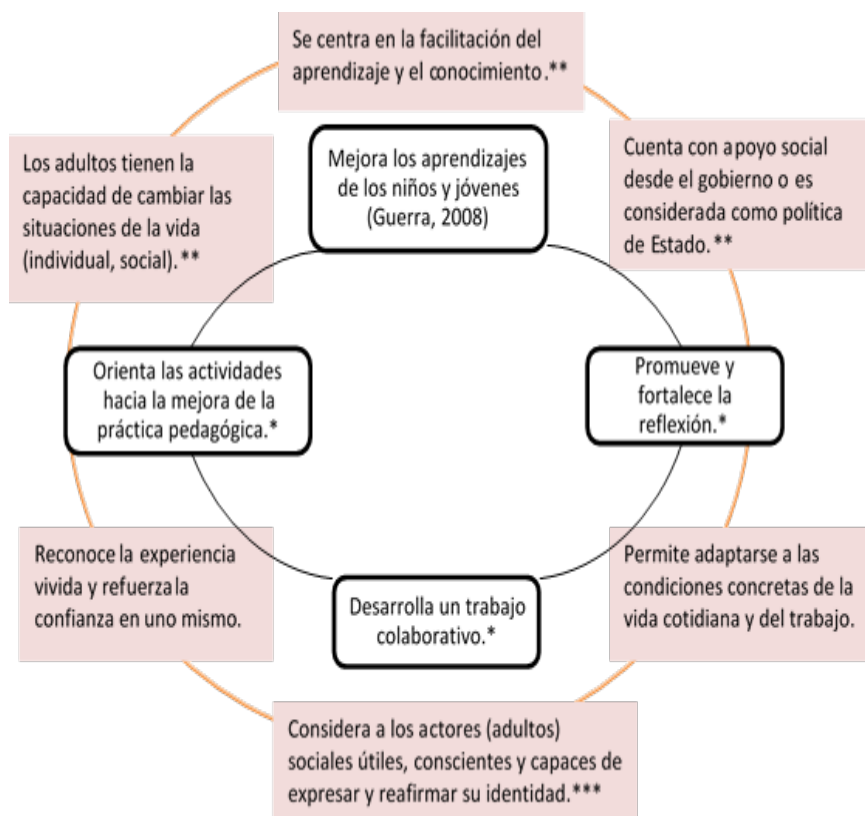 Se centra en la facilitación del
aprendizaje y el conocimiento.**
Mejora los aprendizajes
de los niños y jóvenes
(Guerra, 2008)
Los adultos tienen la
capacidad de cambiar las
situaciones de la vida
(individual, social).**
Cuenta con apoyo social
desde el gobierno o es
considerada como política
de Estado.**
Orienta las actividades
hacia la mejora de la
práctica pedagógica.*
Promueve y
fortalece la
reflexión.*
Reconoce la experiencia
vivida y refuerza la
confianza en uno mismo.
Desarrolla un trabajo
colaborativo.*
Permite adaptarse a las
condiciones concretas de la
vida cotidiana y del trabajo.
Considera a los actores (adultos)
sociales útiles, conscientes y capaces de
expresar y reafirmar su identidad.***